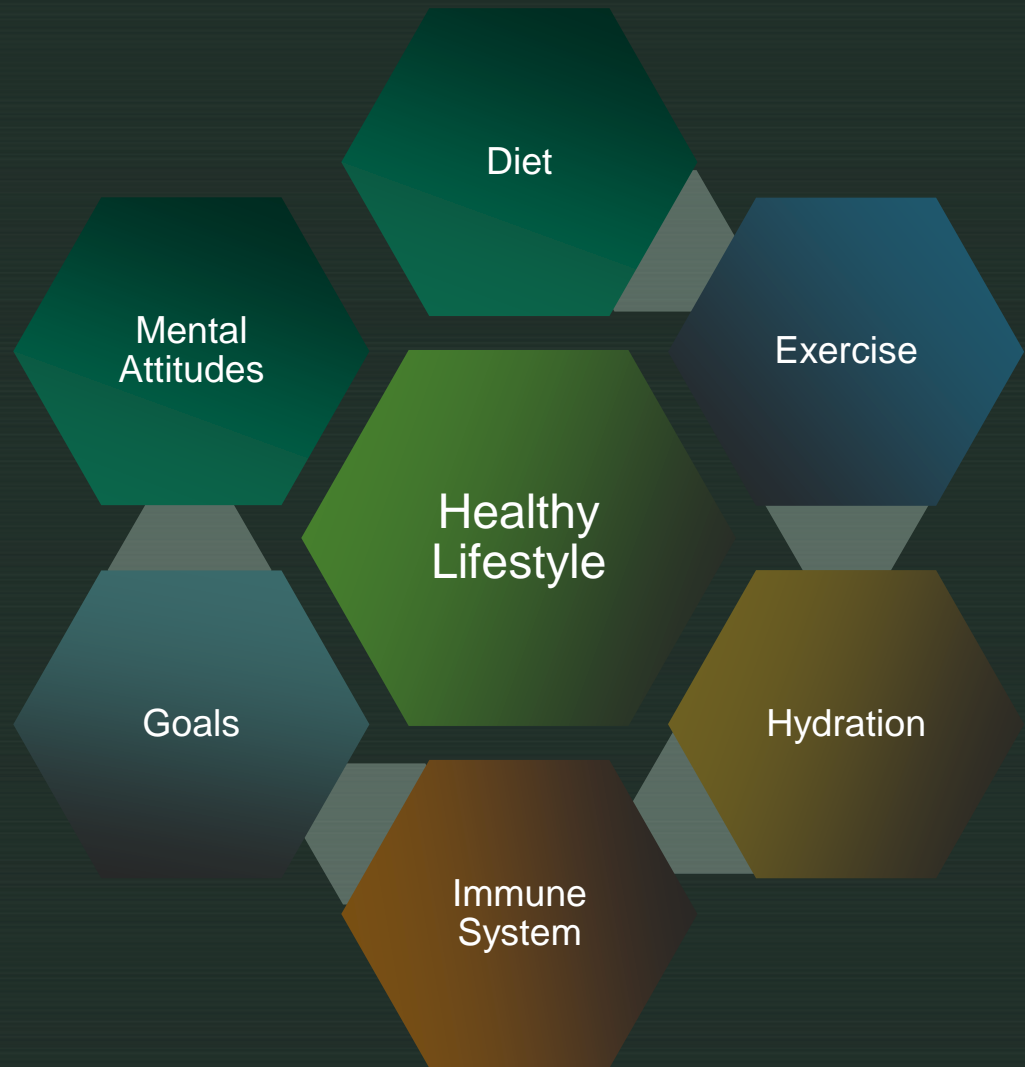 Diet
Mental
Attitudes
Exercise
Healthy
Lifestyle
Goals
Hydration
Immune
System